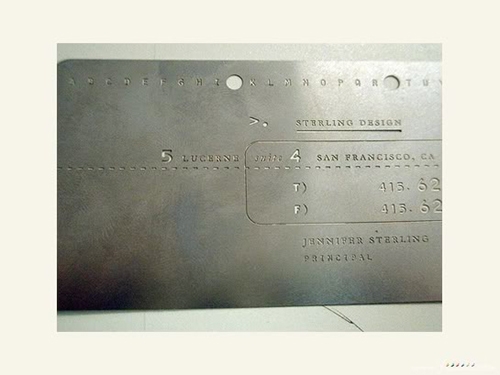 A B C D E F G H I K L M N O P Q R T U V
>.
STERLING DESIGN
5 LUCERNE suite 4 SAN FRANCISCO, CA
T) 415. 62
F) 415. 62
JENNIFER STERLING
PRINCIPAL